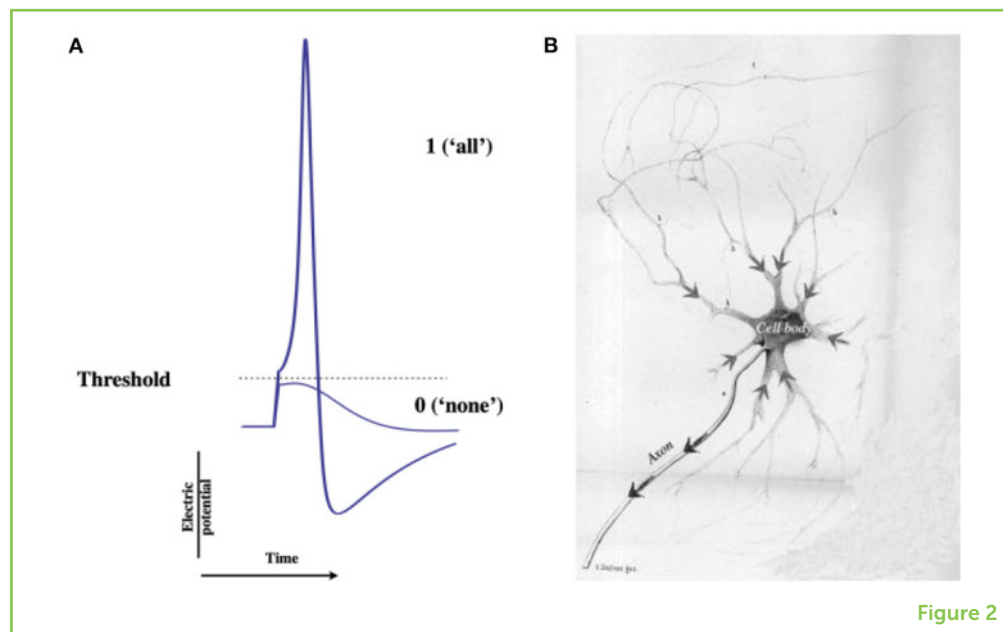 A
1 (‘all’)
Threshold
0 (‘none’)
Electric
potential
Time
B
Cell body
Axon
Figure 2